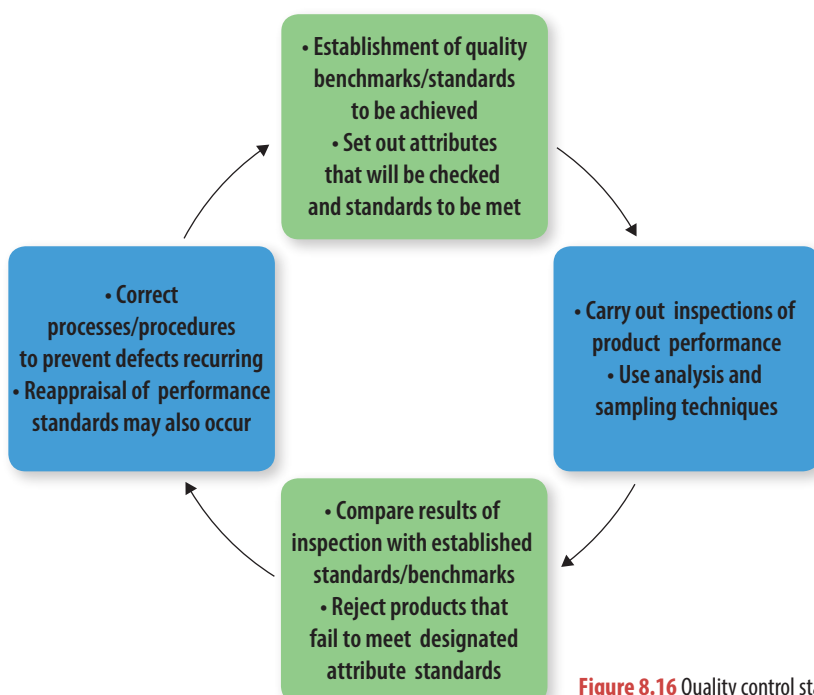 • Establishment of quality
benchmarks/standards
to be achieved
• Set out attributes
that will be checked
and standards to be met
• Carry out inspections of
product performance
• Use analysis and
sampling techniques
• Compare results of
inspection with established
standards/benchmarks
• Reject products that
fail to meet designated
attribute standards
• Correct
processes/procedures
to prevent defects recurring
• Reappraisal of performance
standards may also occur
Figure 8.16 Quality control